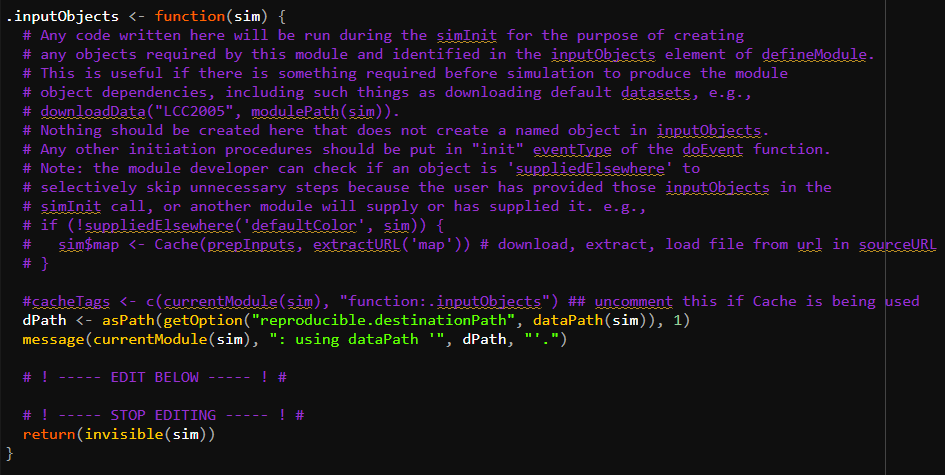 .inputObjects <- function(sim) {
  # Any code written here will be run during the simInit for the purpose of creating
  # any objects required by this module and identified in the inputObjects element of defineModule.
  # This is useful if there is something required before simulation to produce the module
  # object dependencies, including such things as downloading default datasets, e.g.,
  # downloadData("LCC2005", modulePath(sim)).
  # Nothing should be created here that does not create a named object in inputObjects.
  # Any other initiation procedures should be put in "init" eventType of the doEvent function.
  # Note: the module developer can check if an object is 'suppliedElsewhere' to
  # selectively skip unnecessary steps because the user has provided those inputObjects in the
  # simInit call, or another module will supply or has supplied it. e.g.,
  # if (!suppliedElsewhere('defaultColor', sim)) {
  #   sim$map <- Cache(prepInputs, extractURL('map')) # download, extract, load file from url in sourceURL
  # }

  #cacheTags <- c(currentModule(sim), "function:.inputObjects") ## uncomment this if Cache is being used
  dPath <- asPath(getOption("reproducible.destinationPath", dataPath(sim)), 1)
  message(currentModule(sim), ": using dataPath '", dPath, "'.")

  # ! ----- EDIT BELOW ----- ! #

  # ! ----- STOP EDITING ----- ! #
  return(invisible(sim))
}